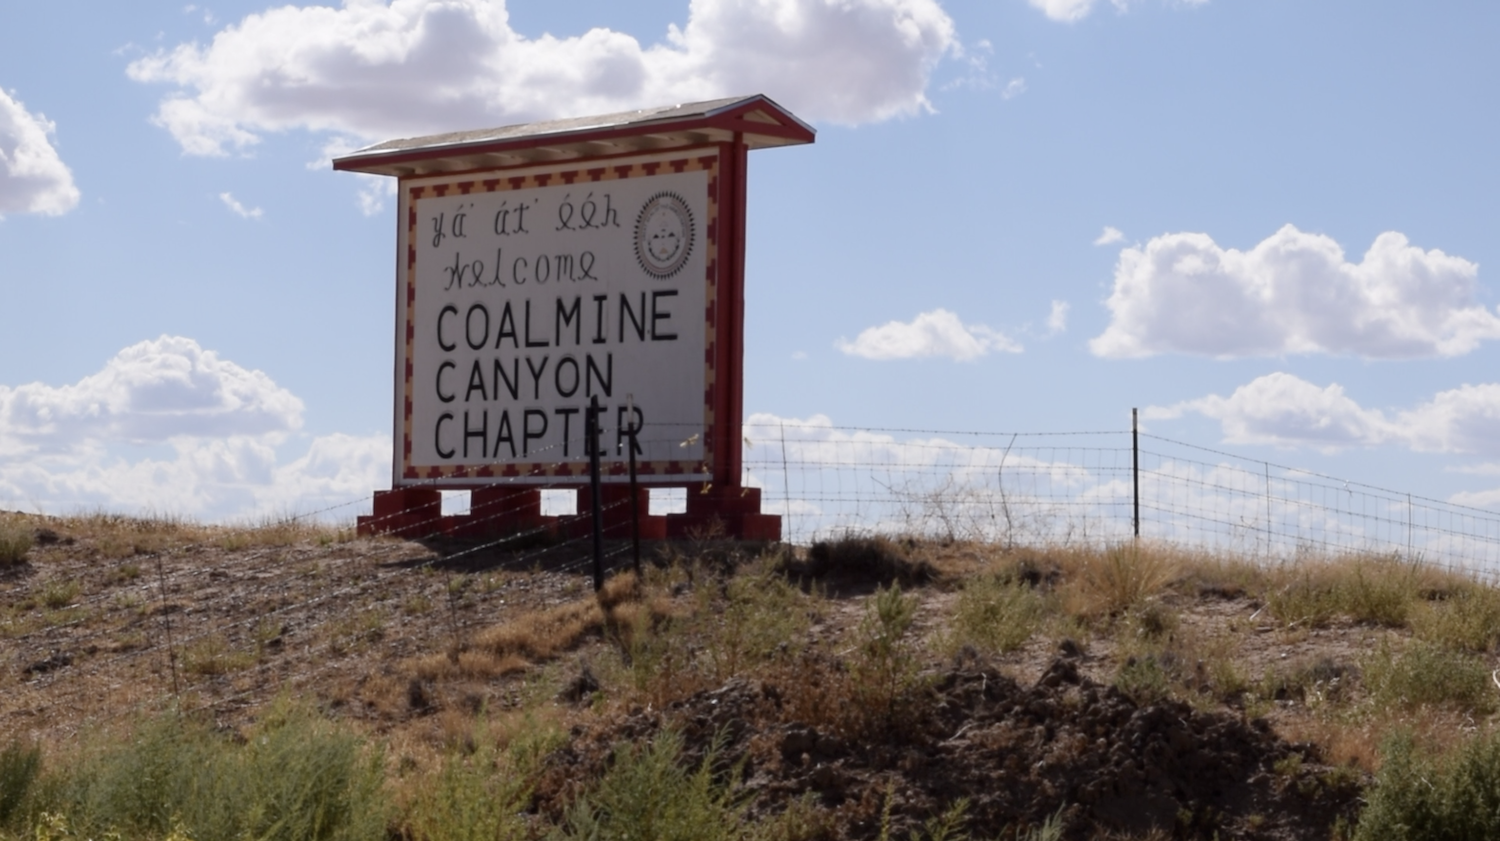 yá' át' ééh
Welcome
COALMINE
CANYON
CHAPTER